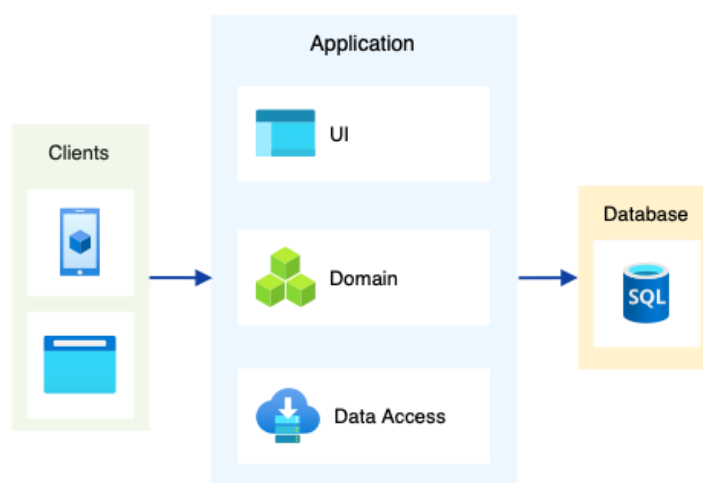 Application
UI
Clients
Domain
Data Access
Database
SQL